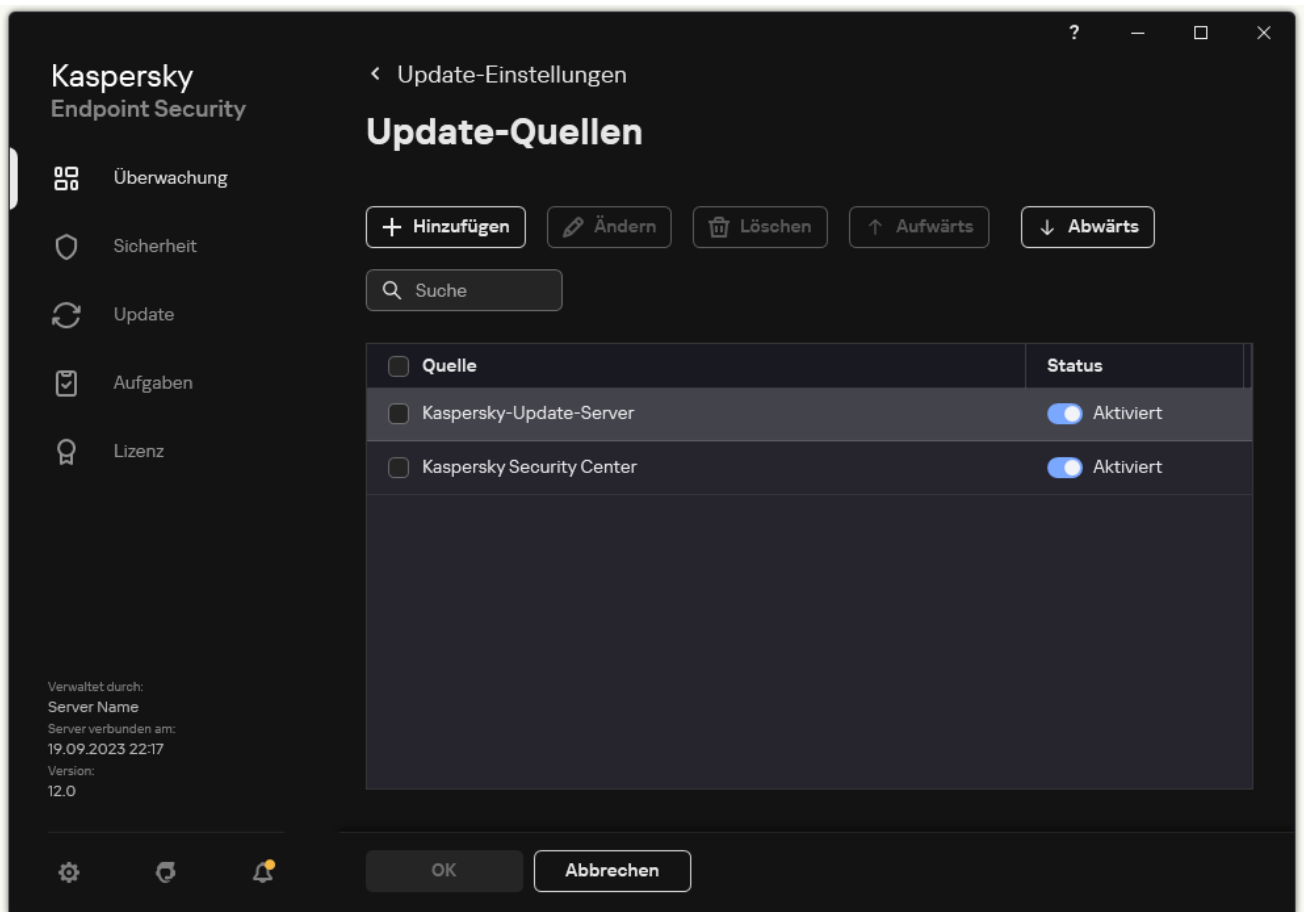 ?
Kaspersky
Endpoint Security
Überwachung
Sicherheit
Update
Aufgaben
Lizenz
Verwaltet durch:
Server Name
Server verbunden am:
19.09.2023 22:17
Version:
12.0
Update-Einstellungen
Update-Quellen
Hinzufügen Ändern Löschen Aufwärts Abwärts
Suche
Quelle Status
Kaspersky-Update-Server Aktiviert
Kaspersky Security Center Aktiviert
OK Abbrechen